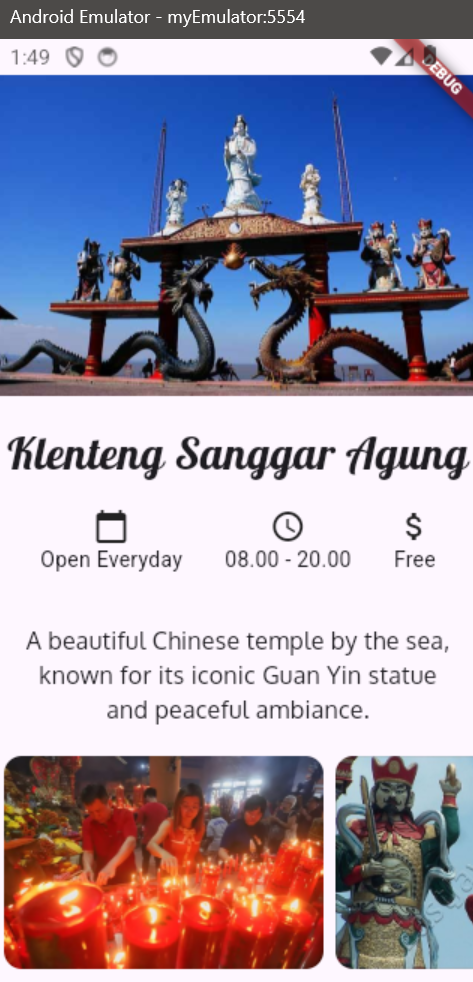 Android Emulator - myEmulator:5554
1:49
DEBUG
Klenteng Sanggar Agung
Open Everyday
08.00 - 20.00
Free
A beautiful Chinese temple by the sea,
known for its iconic Guan Yin statue
and peaceful ambiance.